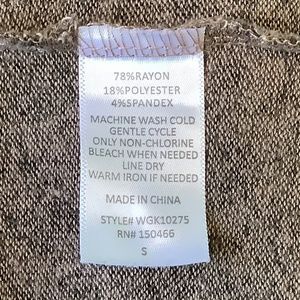 78%RAYON
18%POLYESTER
4%SPANDEX
MACHINE WASH COLD
GENTLE CYCLE
ONLY NON-CHLORINE
BLEACH WHEN NEEDED
LINE DRY
WARM IRON IF NEEDED
MADE IN CHINA
STYLE# WGK10275
RN# 150466
S